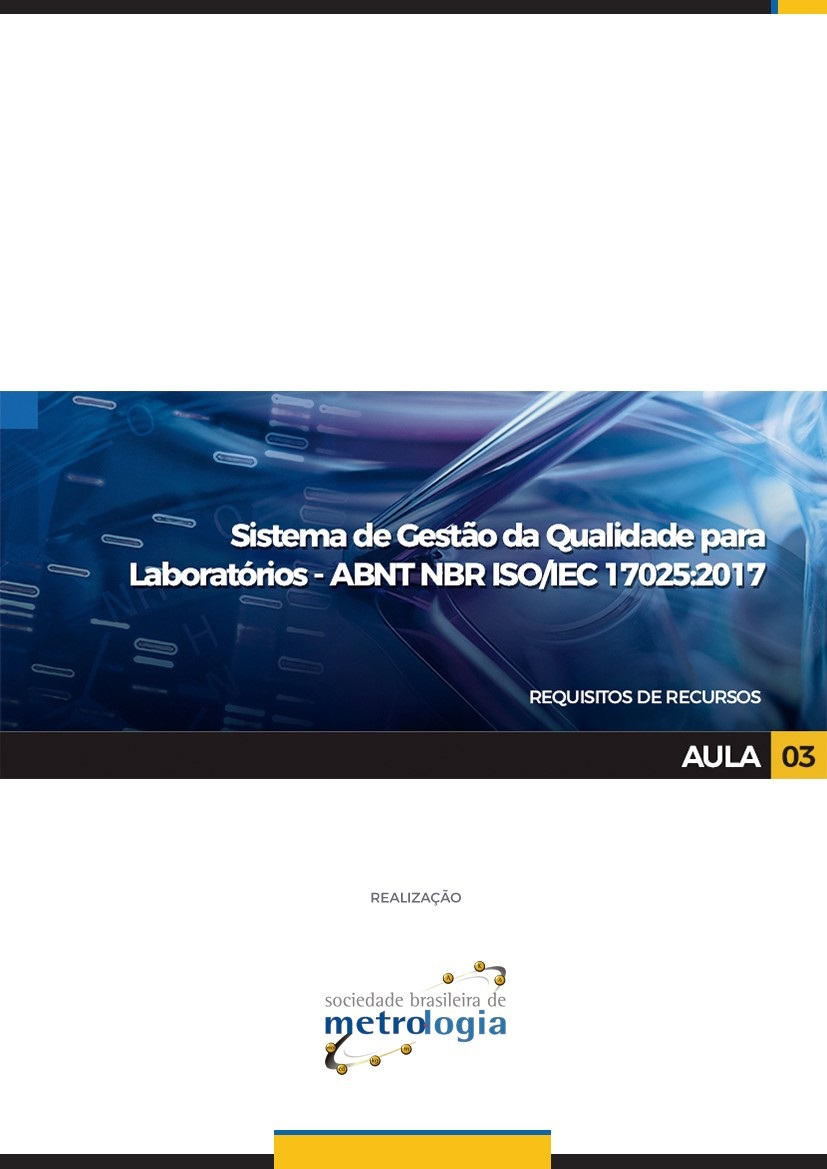 Sistema de Gestão da Qualidade para
Laboratórios - ABNT NBR ISO/IEC 17025:2017
REQUISITOS DE RECURSOS
AULA 03
REALIZAÇÃO
sociedade brasileira de
metrologia